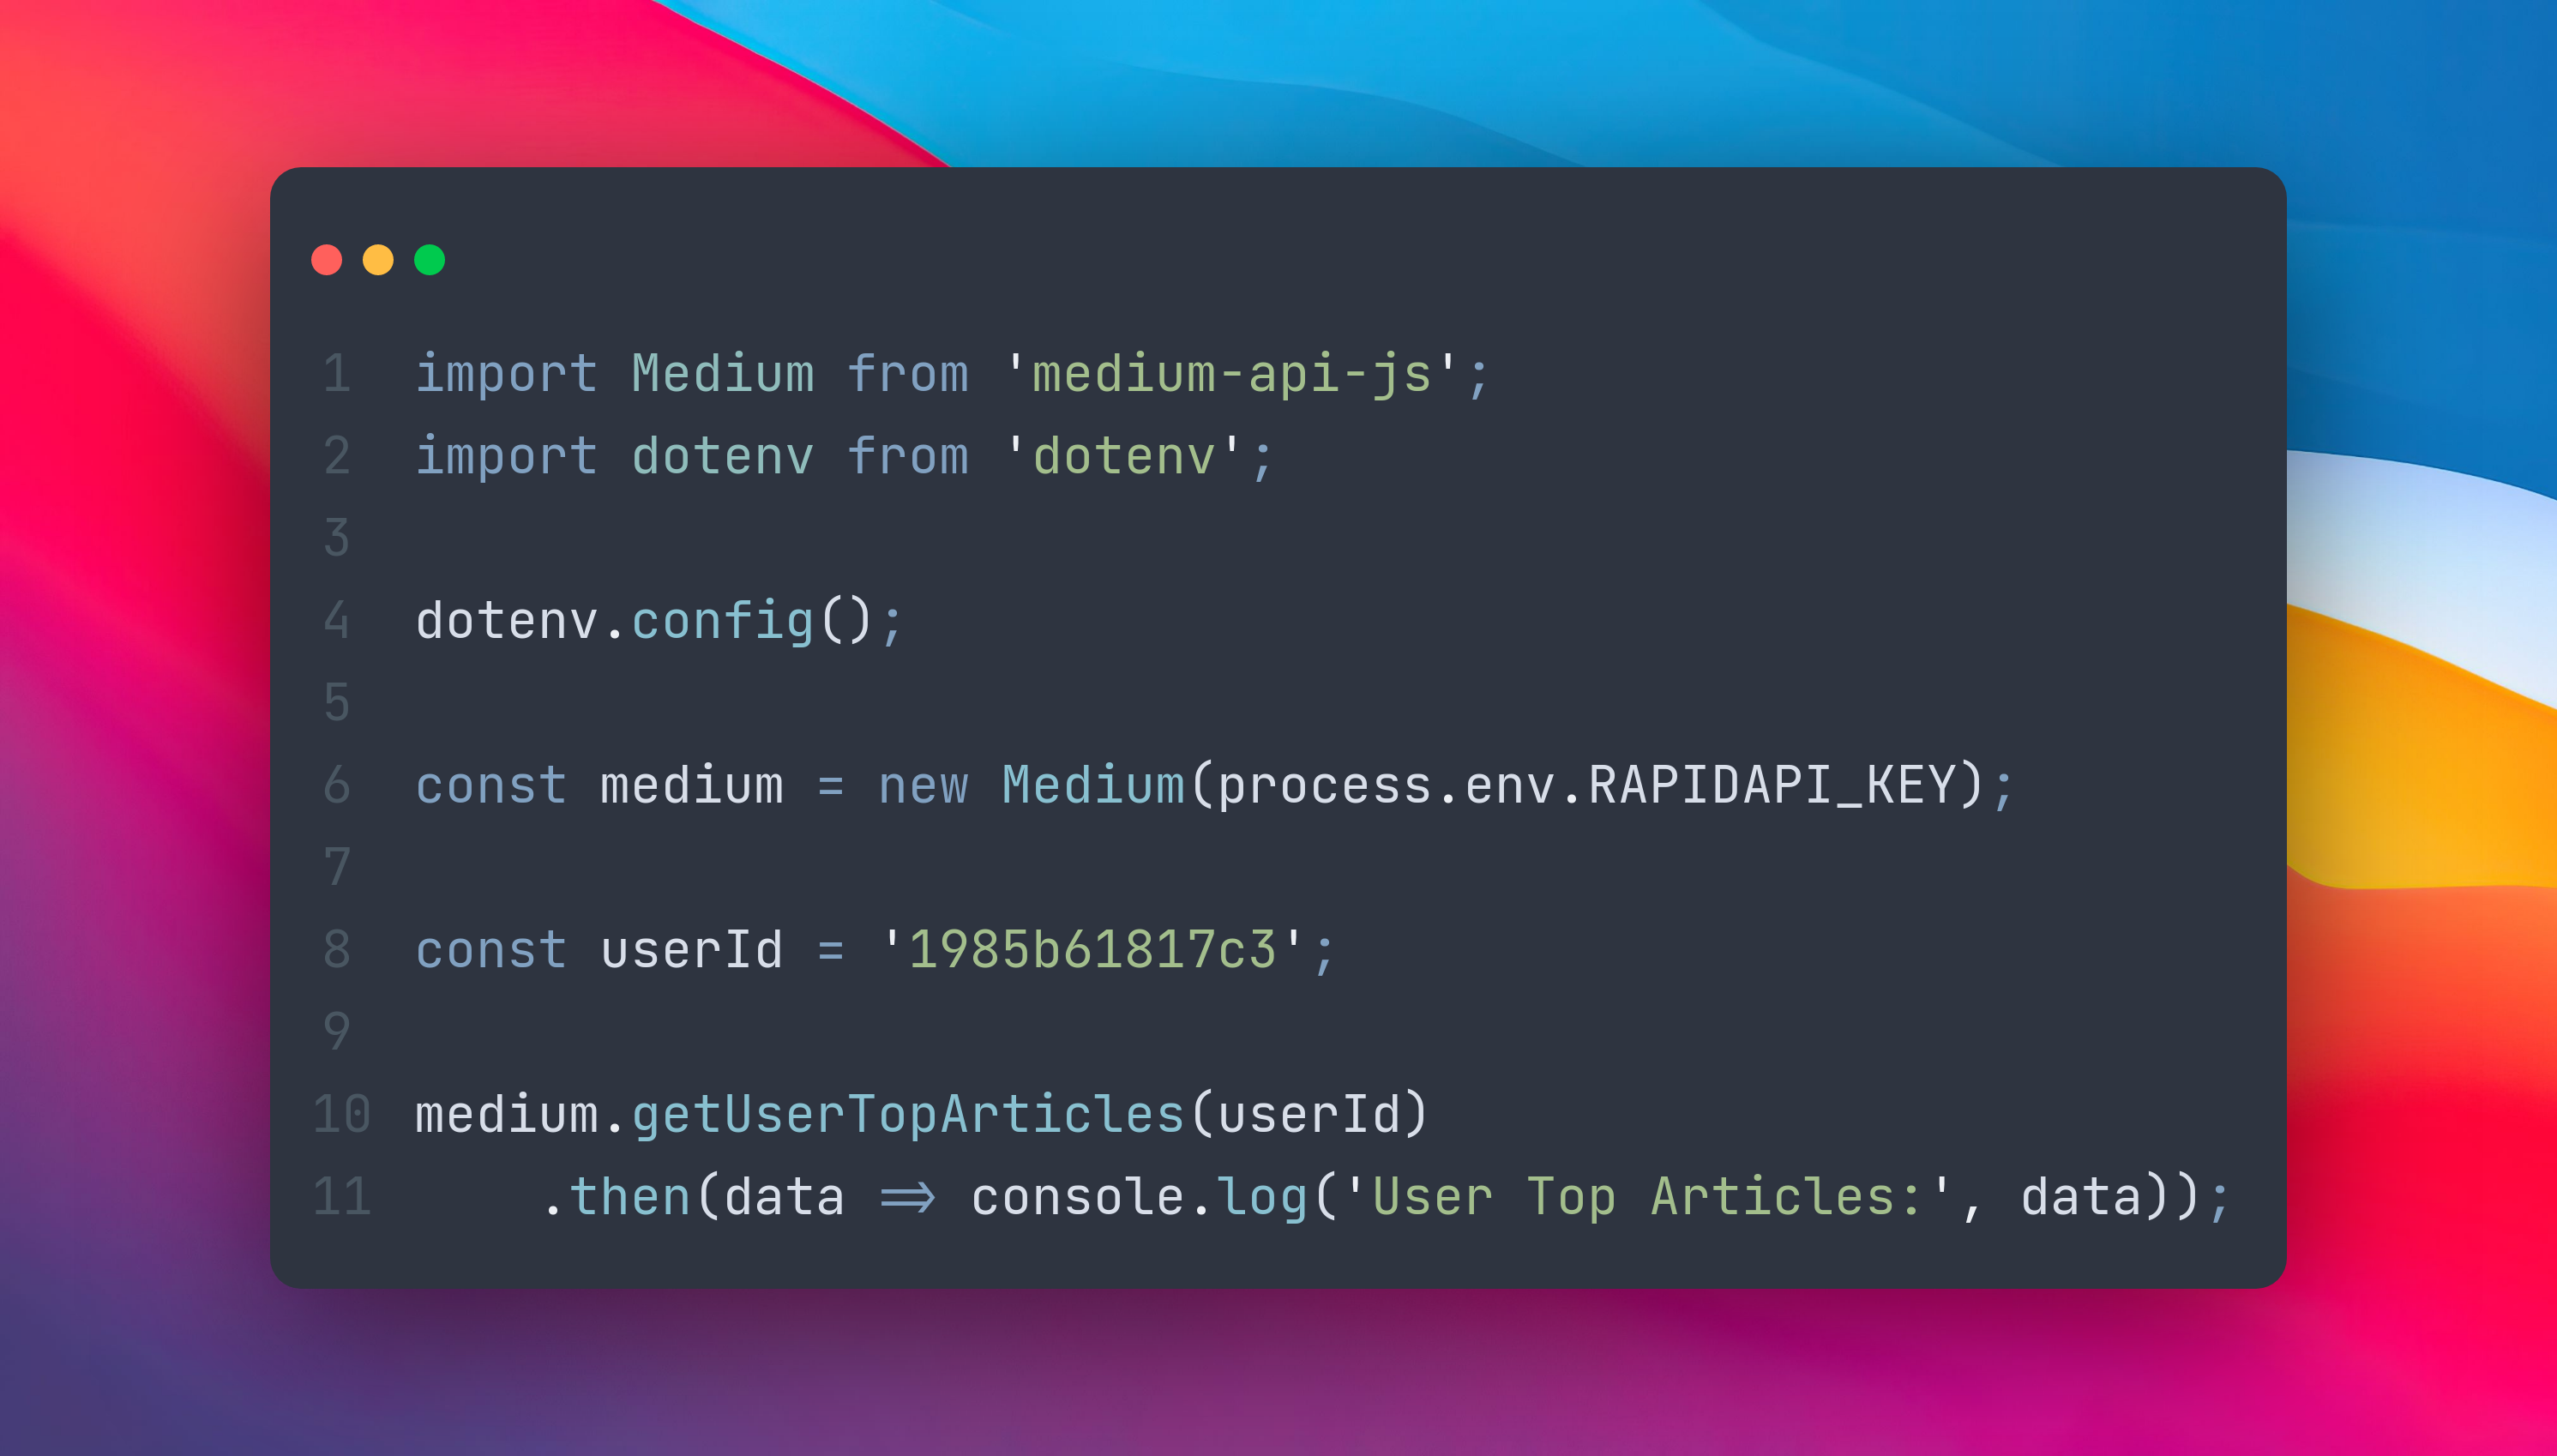 1 import Medium from 'medium-api-js';
2 import dotenv from 'dotenv';
3
4 dotenv.config();
5
6 const medium = new Medium(process.env.RAPIDAPI_KEY);
7
8 const userId = '1985b61817c3';
9
10 medium.getUserTopArticles(userId)
11     .then(data => console.log('User Top Articles:', data));